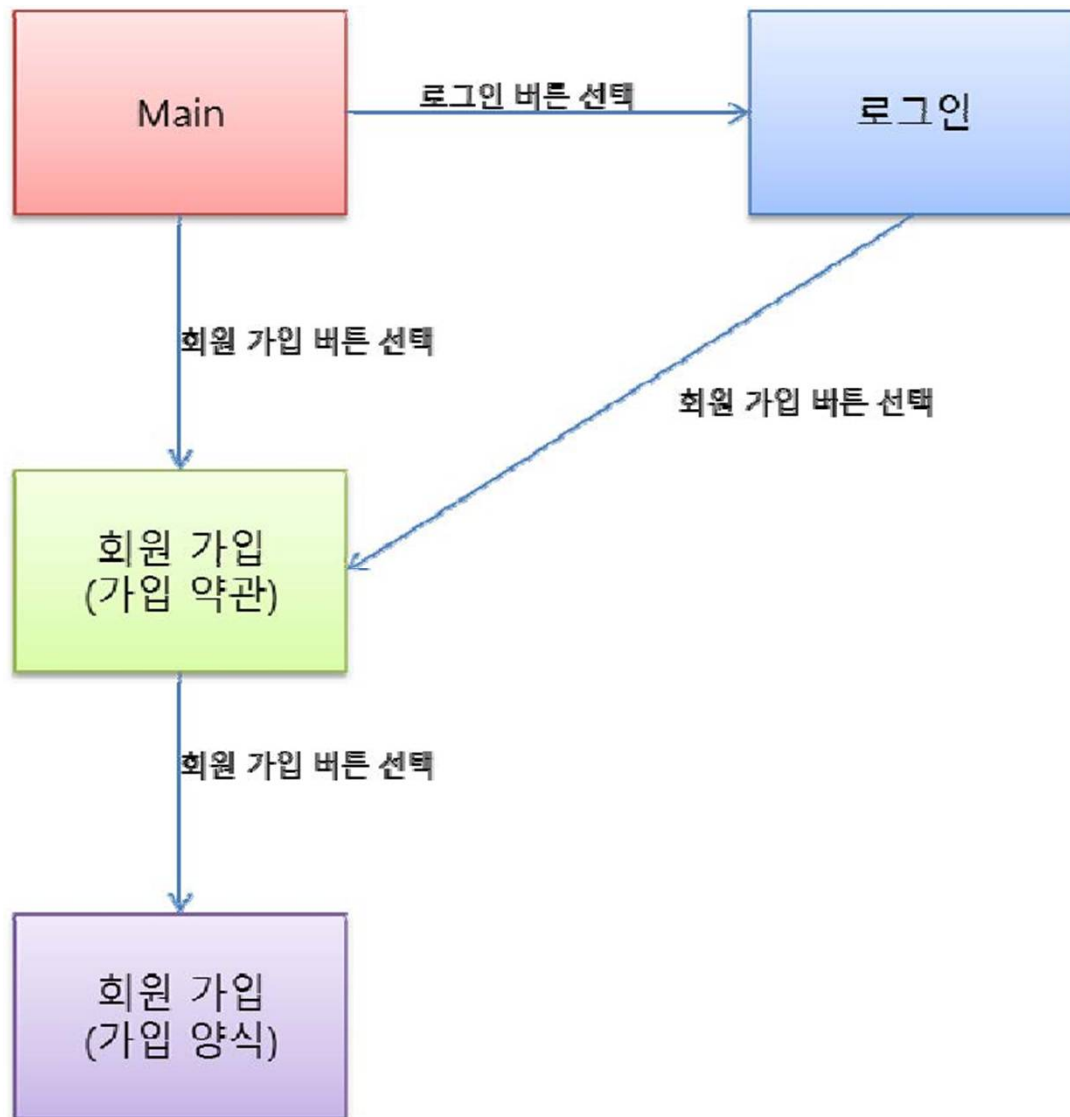 Main
로그인 버튼 선택
로그인
회원 가입 버튼 선택
회원 가입 버튼 선택
회원 가입
(가입 약관)
회원 가입 버튼 선택
회원 가입
(가입 양식)